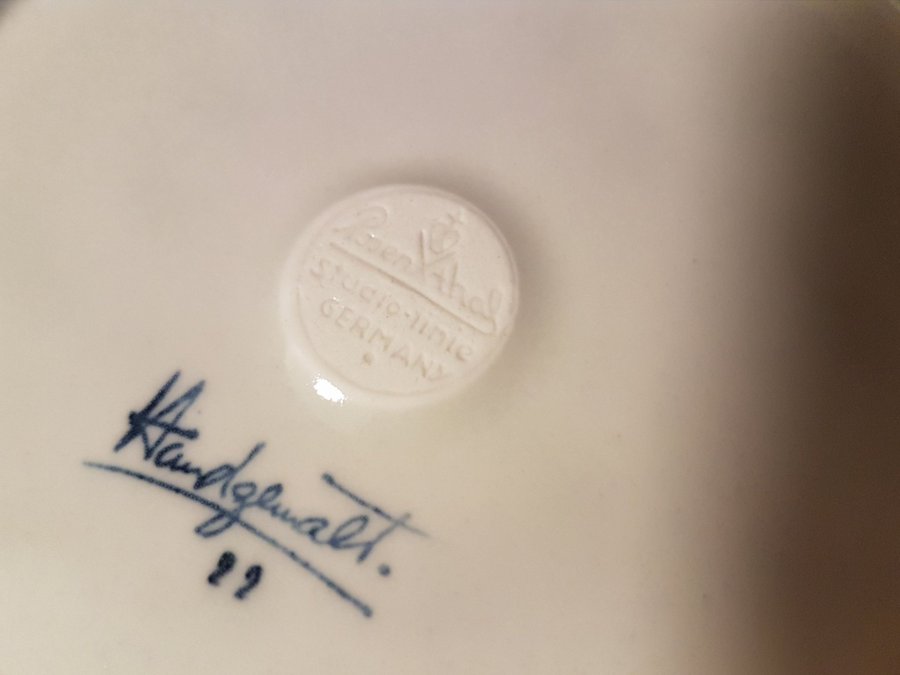 Rosenthal
studio-linie
GERMANY
Handgemalt.
22